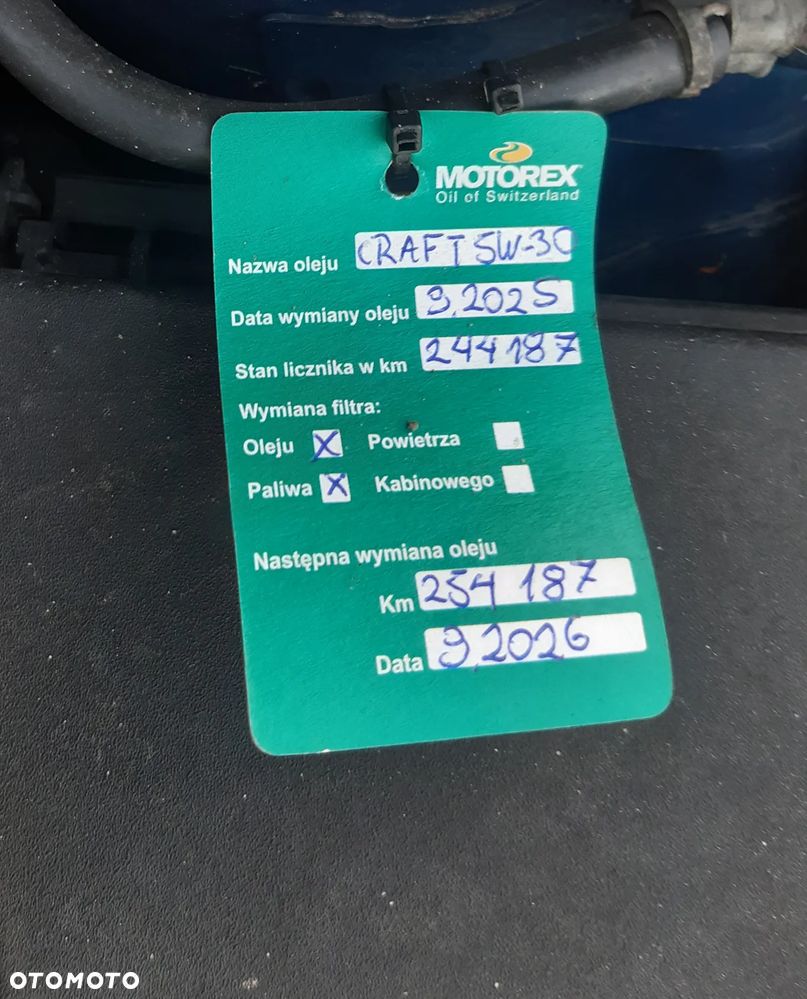 MOTOREX
Oil of Switzerland
Nazwa oleju CRAFT 5W-30
Data wymiany oleju 9.2025
Stan licznika w km 244187
Wymiana filtra:
Oleju X Powietrza
Paliwa X Kabinowego
Następna wymiana oleju
Km 254 187
Data 9.2026
OTOMOTO